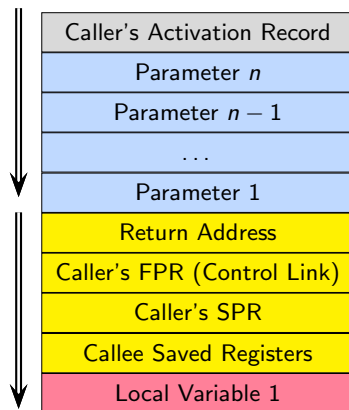 Caller's Activation Record
Parameter n
Parameter n − 1
...
Parameter 1
Return Address
Caller's FPR (Control Link)
Caller's SPR
Callee Saved Registers
Local Variable 1